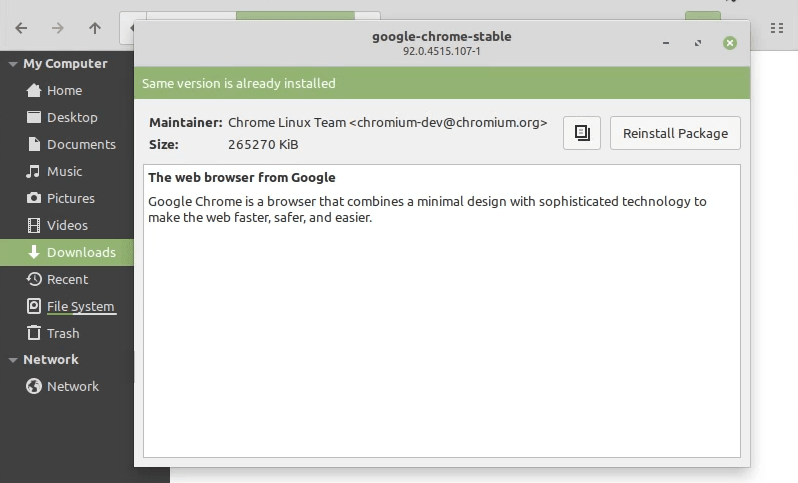 google-chrome-stable
92.0.4515.107-1
Same version is already installed
Maintainer: Chrome Linux Team <chromium-dev@chromium.org>
Size: 265270 KiB
Reinstall Package
The web browser from Google
Google Chrome is a browser that combines a minimal design with sophisticated technology to
make the web faster, safer, and easier.
My Computer
Home
Desktop
Documents
Music
Pictures
Videos
Downloads
Recent
File System
Trash
Network
Network